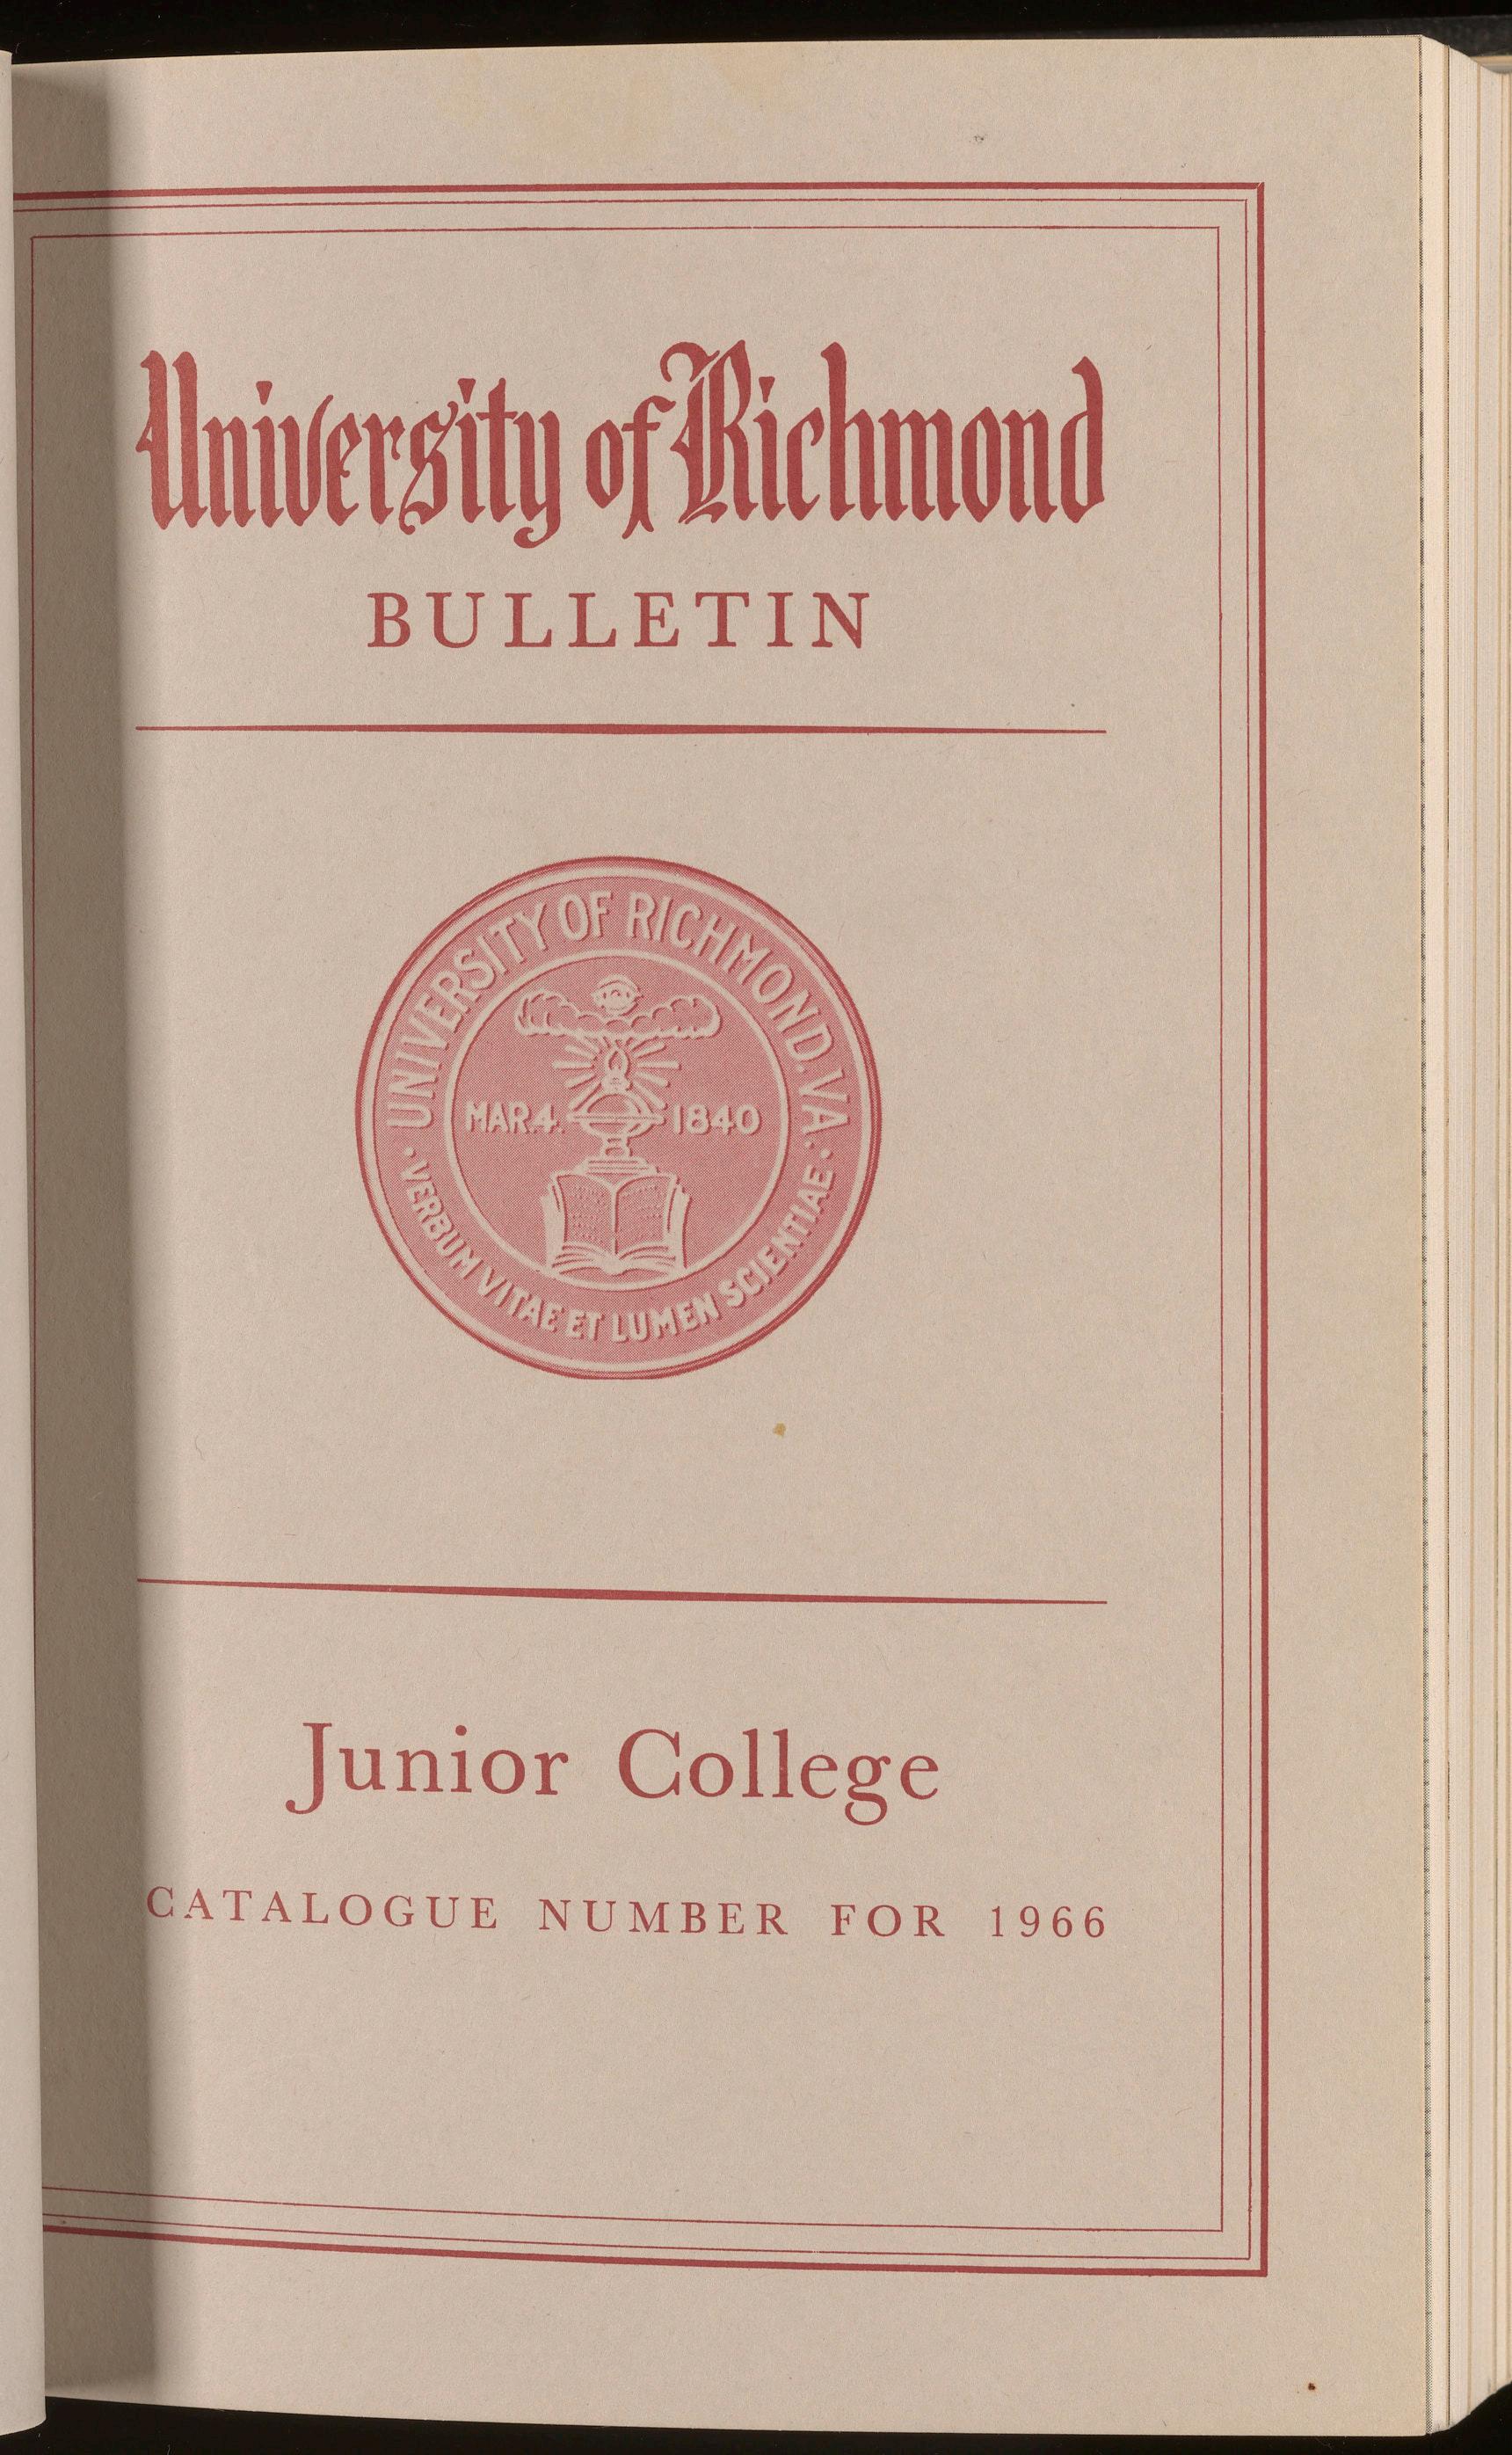 University of Richmond
BULLETIN
UNIVERSITY OF RICHMOND. VA.
MAR. 4. 1840
· VERBUM VITAE ET LUMEN SCIENTIAE ·
Junior College
CATALOGUE NUMBER FOR 1966